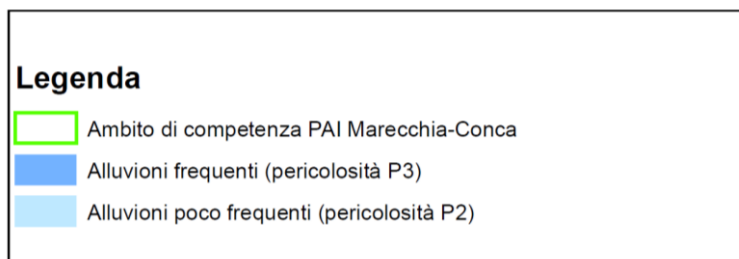 Legenda
Ambito di competenza PAI Marecchia-Conca
Alluvioni frequenti (pericolosità P3)
Alluvioni poco frequenti (pericolosità P2)